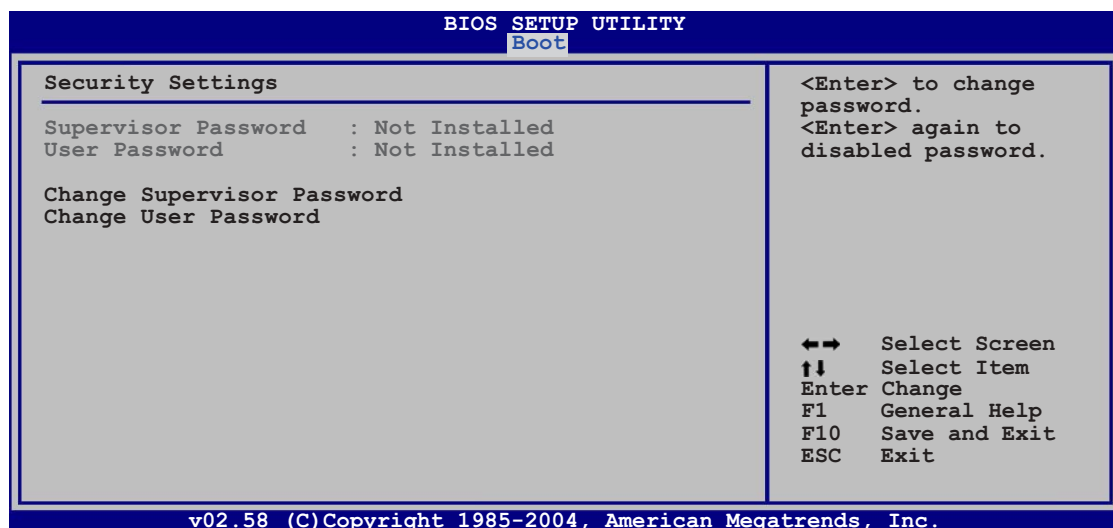 BIOS SETUP UTILITY
Boot
Security Settings
Supervisor Password : Not Installed
User Password : Not Installed
Change Supervisor Password
Change User Password
<Enter> to change
password.
<Enter> again to
disabled password.
←→ Select Screen
↑↓ Select Item
Enter Change
F1 General Help
F10 Save and Exit
ESC Exit
v02.58 (C)Copyright 1985-2004, American Megatrends, Inc.